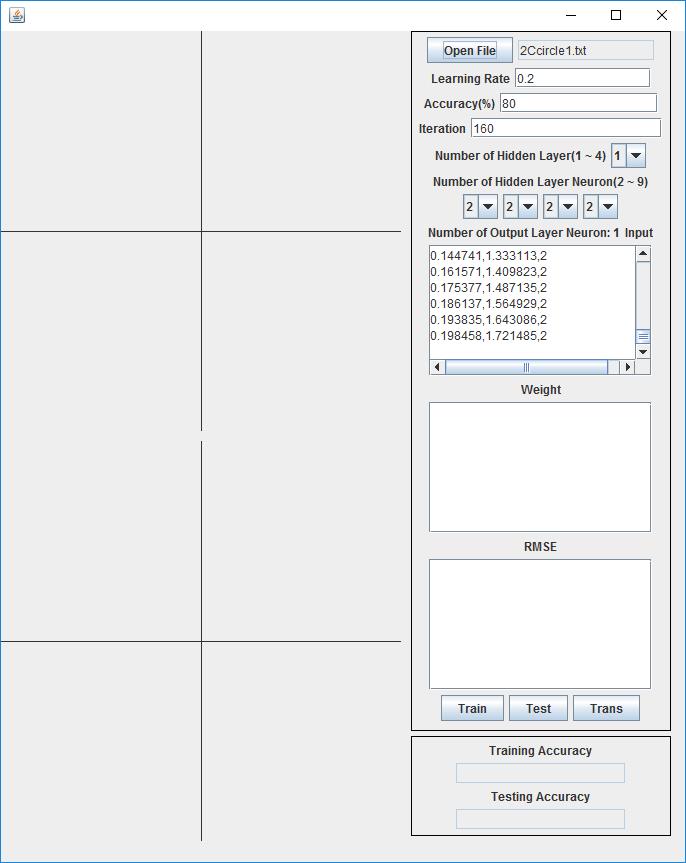 Open File 2Ccircle1.txt
Learning Rate 0.2
Accuracy(%) 80
Iteration 160
Number of Hidden Layer(1 ~ 4) 1
Number of Hidden Layer Neuron(2 ~ 9)
2 2 2 2
Number of Output Layer Neuron: 1 Input
0.144741,1.333113,2
0.161571,1.409823,2
0.175377,1.487135,2
0.186137,1.564929,2
0.193835,1.643086,2
0.198458,1.721485,2
Weight
RMSE
Train Test Trans
Training Accuracy
Testing Accuracy